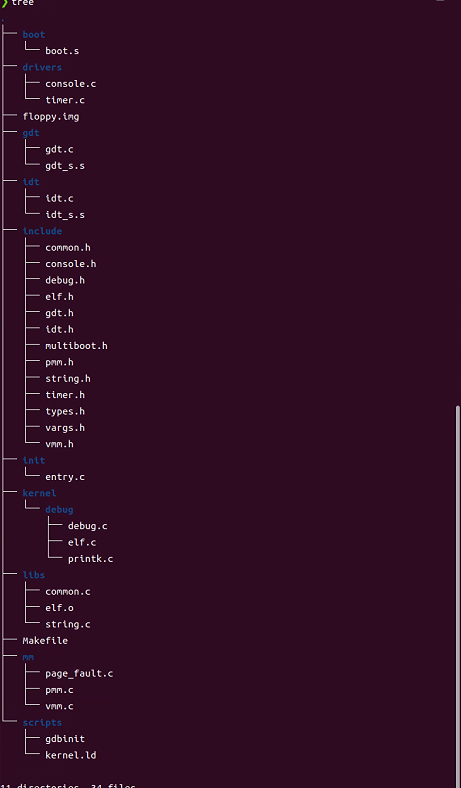 ❯ tree
.
├── boot
│   └── boot.s
├── drivers
│   ├── console.c
│   └── timer.c
├── floppy.img
├── gdt
│   ├── gdt.c
│   └── gdt_s.s
├── idt
│   ├── idt.c
│   └── idt_s.s
├── include
│   ├── common.h
│   ├── console.h
│   ├── debug.h
│   ├── elf.h
│   ├── gdt.h
│   ├── idt.h
│   ├── multiboot.h
│   ├── pmm.h
│   ├── string.h
│   ├── timer.h
│   ├── types.h
│   ├── vargs.h
│   └── vmm.h
├── init
│   └── entry.c
├── kernel
│   └── debug
│       ├── debug.c
│       ├── elf.c
│       └── printk.c
├── libs
│   ├── common.c
│   ├── elf.o
│   └── string.c
├── Makefile
├── mm
│   ├── page_fault.c
│   ├── pmm.c
│   └── vmm.c
└── scripts
    ├── gdbinit
    └── kernel.ld
11 directories, 34 files